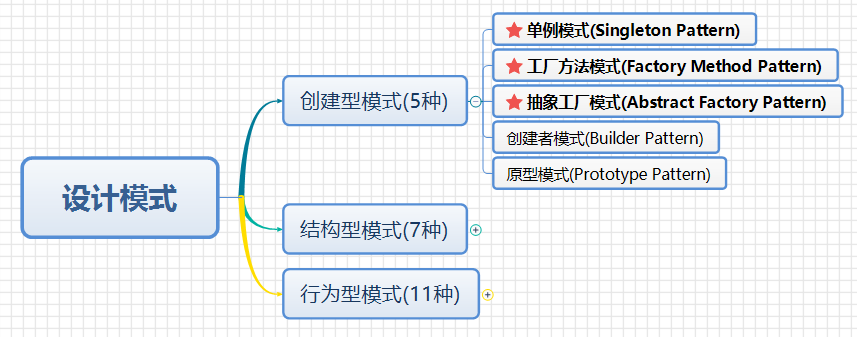 设计模式
创建型模式(5种)
单例模式(Singleton Pattern)
工厂方法模式(Factory Method Pattern)
抽象工厂模式(Abstract Factory Pattern)
创建者模式(Builder Pattern)
原型模式(Prototype Pattern)
结构型模式(7种)
行为型模式(11种)